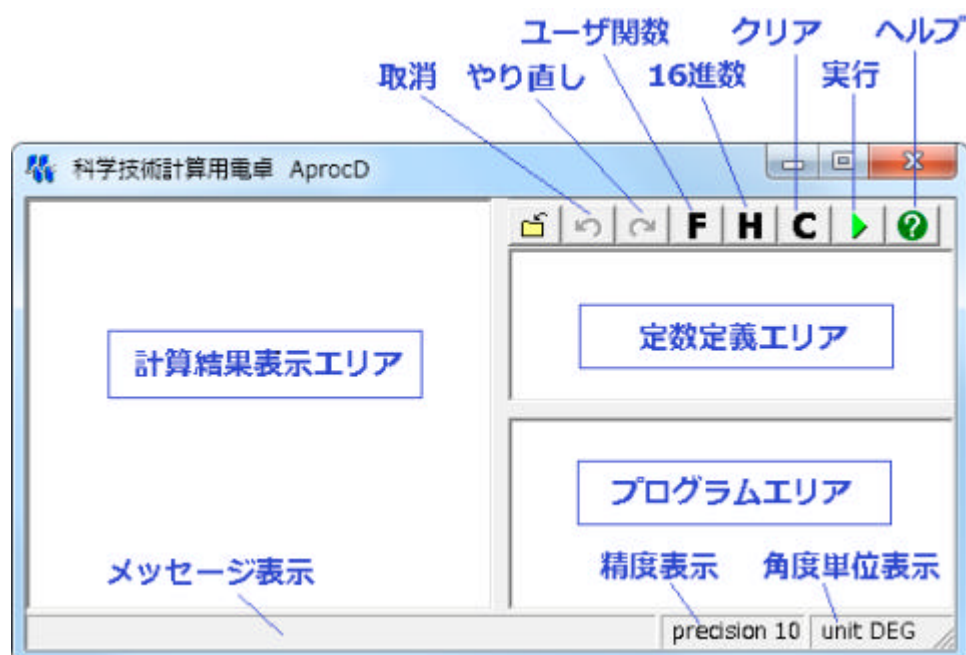 ユーザ関数 クリア ヘルプ
取消 やり直し 16進数 実行
科学技術計算用電卓 AprocD
F H C ?
計算結果表示エリア
定数定義エリア
プログラムエリア
メッセージ表示
精度表示 角度単位表示
precision 10 unit DEG